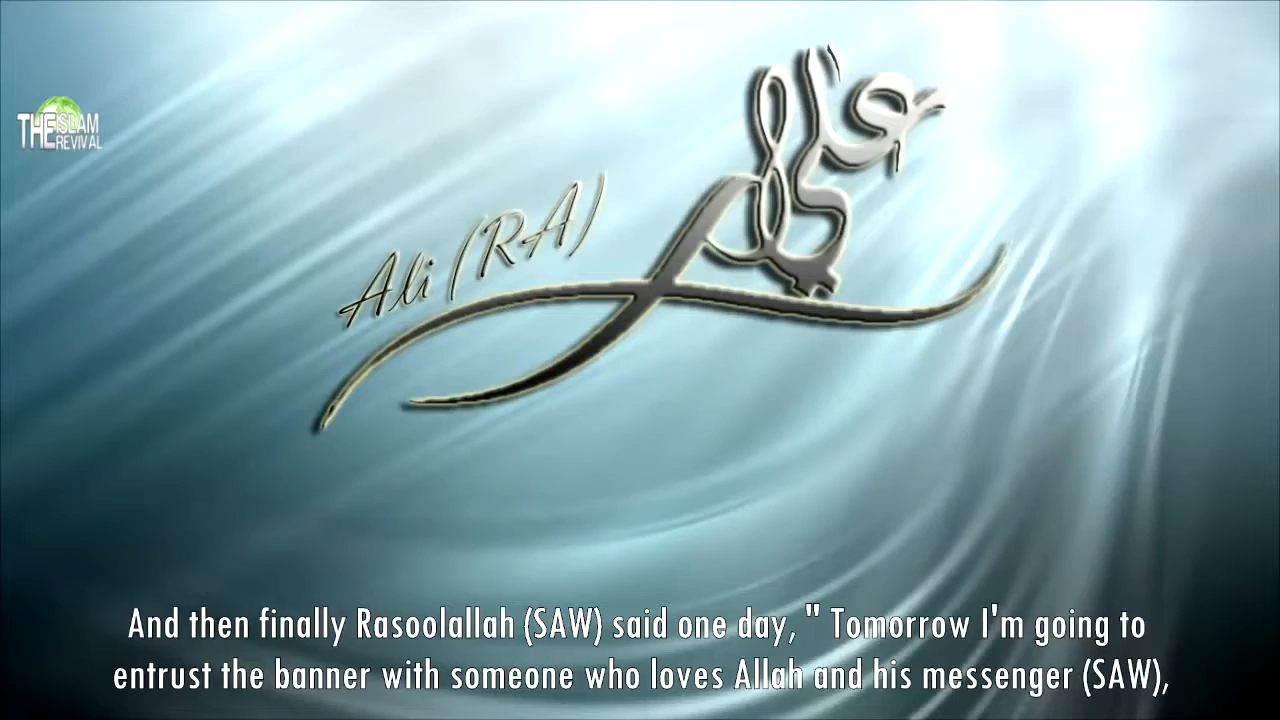 THE ISLAM
REVIVAL
علي
Ali (RA)
And then finally Rasoolallah (SAW) said one day, " Tomorrow I'm going to
entrust the banner with someone who loves Allah and his messenger (SAW),